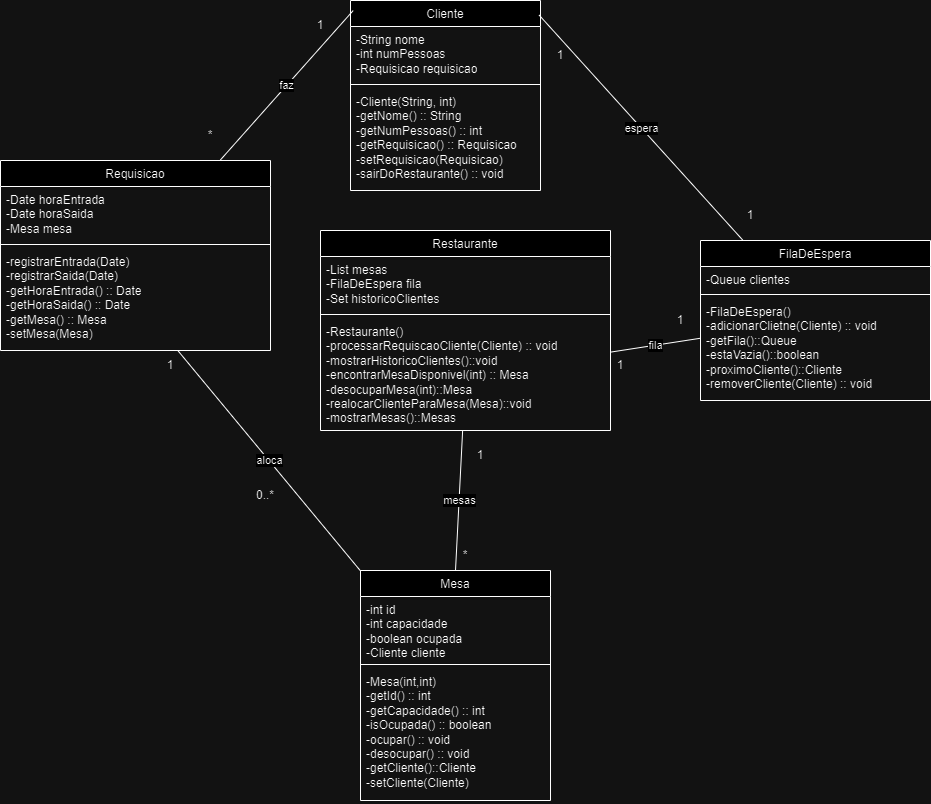 Cliente
-String nome
-int numPessoas
-Requisicao requisicao
-Cliente(String, int)
-getNome() :: String
-getNumPessoas() :: int
-getRequisicao() :: Requisicao
-setRequisicao(Requisicao)
-sairDoRestaurante() :: void
1
faz
*
1
espera
1
Requisicao
-Date horaEntrada
-Date horaSaida
-Mesa mesa
-registrarEntrada(Date)
-registrarSaida(Date)
-getHoraEntrada() :: Date
-getHoraSaida() :: Date
-getMesa() :: Mesa
-setMesa(Mesa)
Restaurante
-List mesas
-FilaDeEspera fila
-Set historicoClientes
-Restaurante()
-processarRequiscaoCliente(Cliente) :: void
-mostrarHistoricoClientes()::void
-encontrarMesaDisponivel(int) :: Mesa
-desocuparMesa(int)::Mesa
-realocarClienteParaMesa(Mesa)::void
-mostrarMesas()::Mesas
1
fila
1
FilaDeEspera
-Queue clientes
-FilaDeEspera()
-adicionarClietne(Cliente) :: void
-getFila()::Queue
-estaVazia()::boolean
-proximoCliente()::Cliente
-removerCliente(Cliente) :: void
1
aloca
0..*
1
mesas
*
Mesa
-int id
-int capacidade
-boolean ocupada
-Cliente cliente
-Mesa(int,int)
-getId() :: int
-getCapacidade() :: int
-isOcupada() :: boolean
-ocupar() :: void
-desocupar() :: void
-getCliente()::Cliente
-setCliente(Cliente)